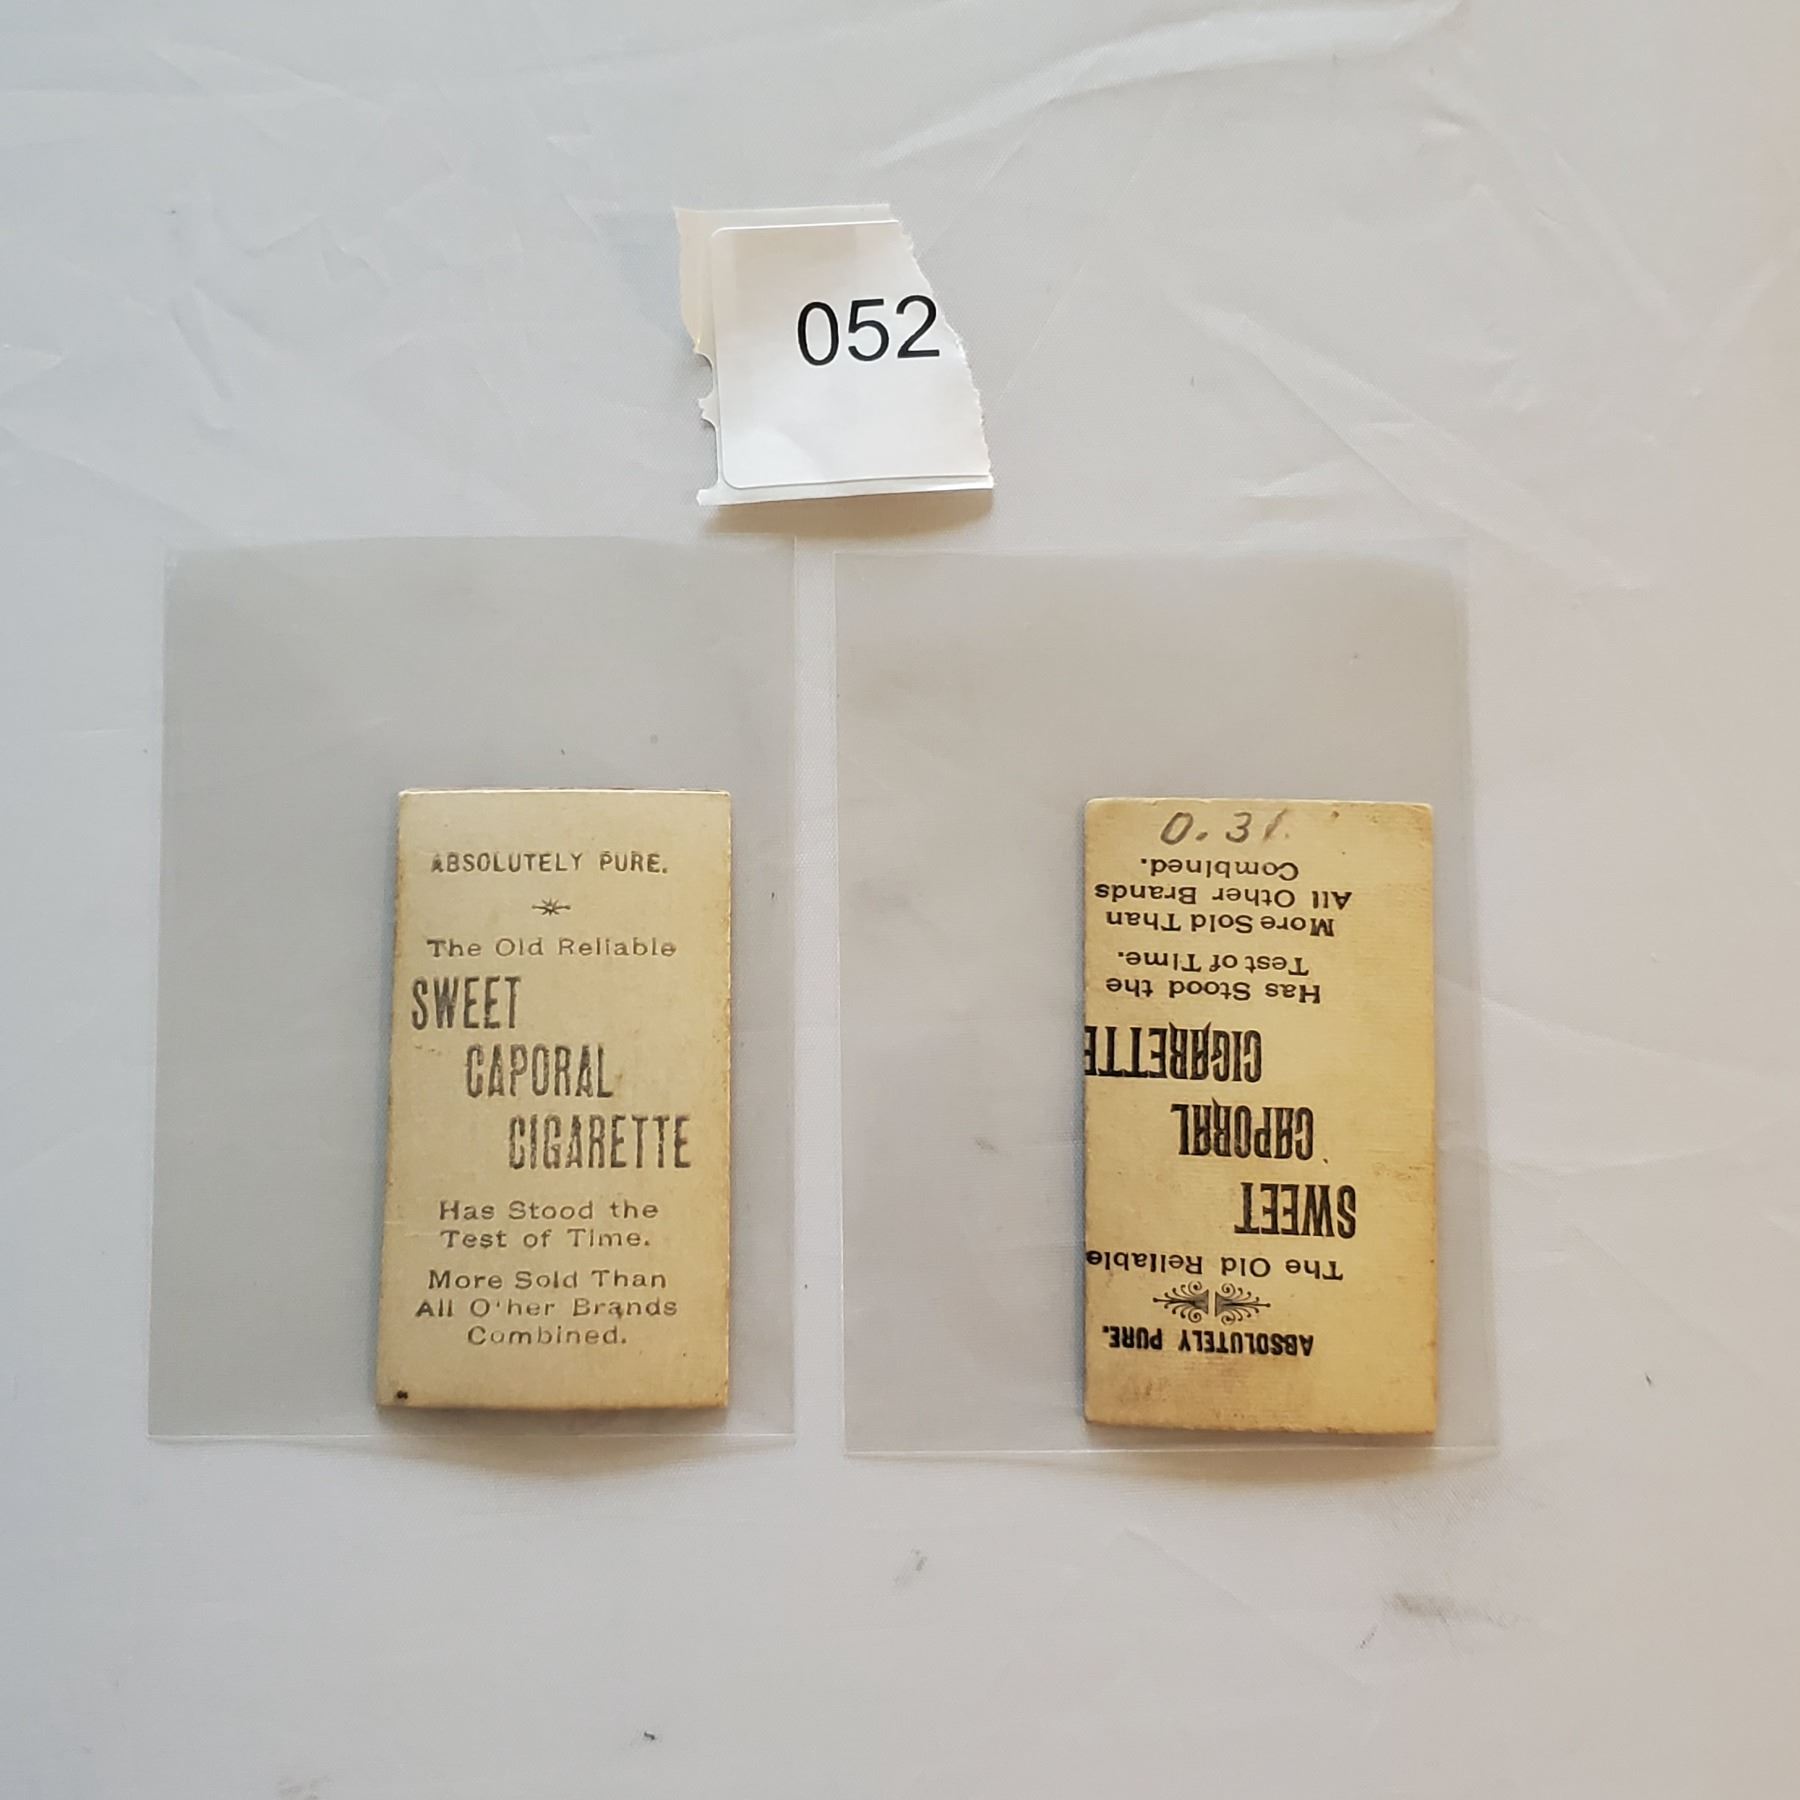 052
ABSOLUTELY PURE.
The Old Reliable
SWEET
CAPORAL
CIGARETTE
Has Stood the
Test of Time.
More Sold Than
All O'her Brands
Combined.
0.31.
ABSOLUTELY PURE.
The Old Reliable
SWEET
CAPORAL
CIGARETTE
Has Stood the
Test of Time.
More Sold Than
All Other Brands
Combined.